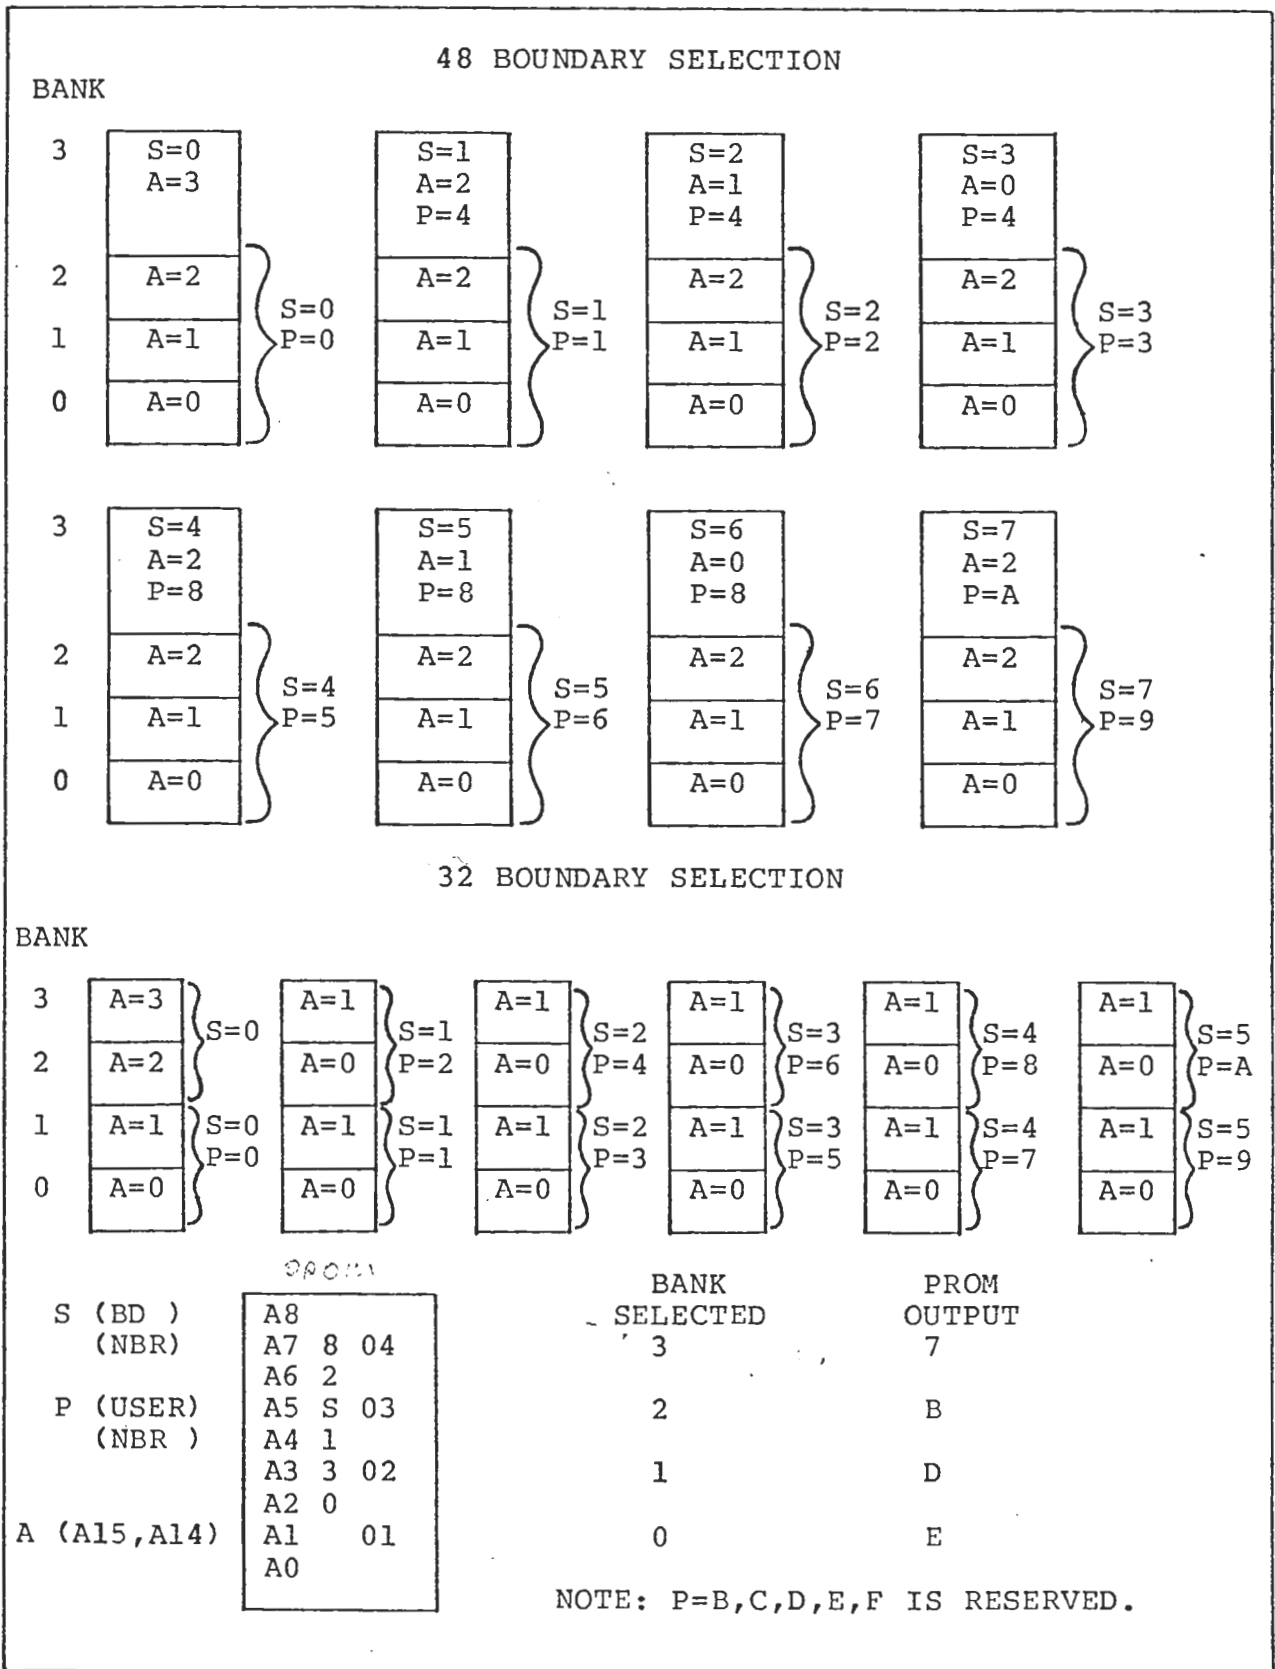 48 BOUNDARY SELECTION
BANK
3 S=0 S=1 S=2 S=3
A=3 A=2 A=1 A=0
P=4 P=4 P=4
2 A=2 A=2 A=2 A=2
S=0 S=1 S=2 S=3
1 A=1 P=0 A=1 P=1 A=1 P=2 A=1 P=3
0 A=0 A=0 A=0 A=0
3 S=4 S=5 S=6 S=7
A=2 A=1 A=0 A=2
P=8 P=8 P=8 P=A
2 A=2 A=2 A=2 A=2
S=4 S=5 S=6 S=7
1 A=1 P=5 A=1 P=6 A=1 P=7 A=1 P=9
0 A=0 A=0 A=0 A=0
32 BOUNDARY SELECTION
BANK
3 A=3 A=1 A=1 A=1 A=1 A=1
S=0 S=1 S=2 S=3 S=4 S=5
2 A=2 A=0 P=2 A=0 P=4 A=0 P=6 A=0 P=8 A=0 P=A
1 A=1 S=0 A=1 S=1 A=1 S=2 A=1 S=3 A=1 S=4 A=1 S=5
P=0 P=1 P=3 P=5 P=7 P=9
0 A=0 A=0 A=0 A=0 A=0 A=0
BANK PROM
S (BD ) A8 SELECTED OUTPUT
(NBR) A7 8 04 3 7
A6 2
P (USER) A5 S 03 2 B
(NBR ) A4 1
A3 3 02 1 D
A2 0
A (A15,A14) A1 01 0 E
A0
NOTE: P=B,C,D,E,F IS RESERVED.